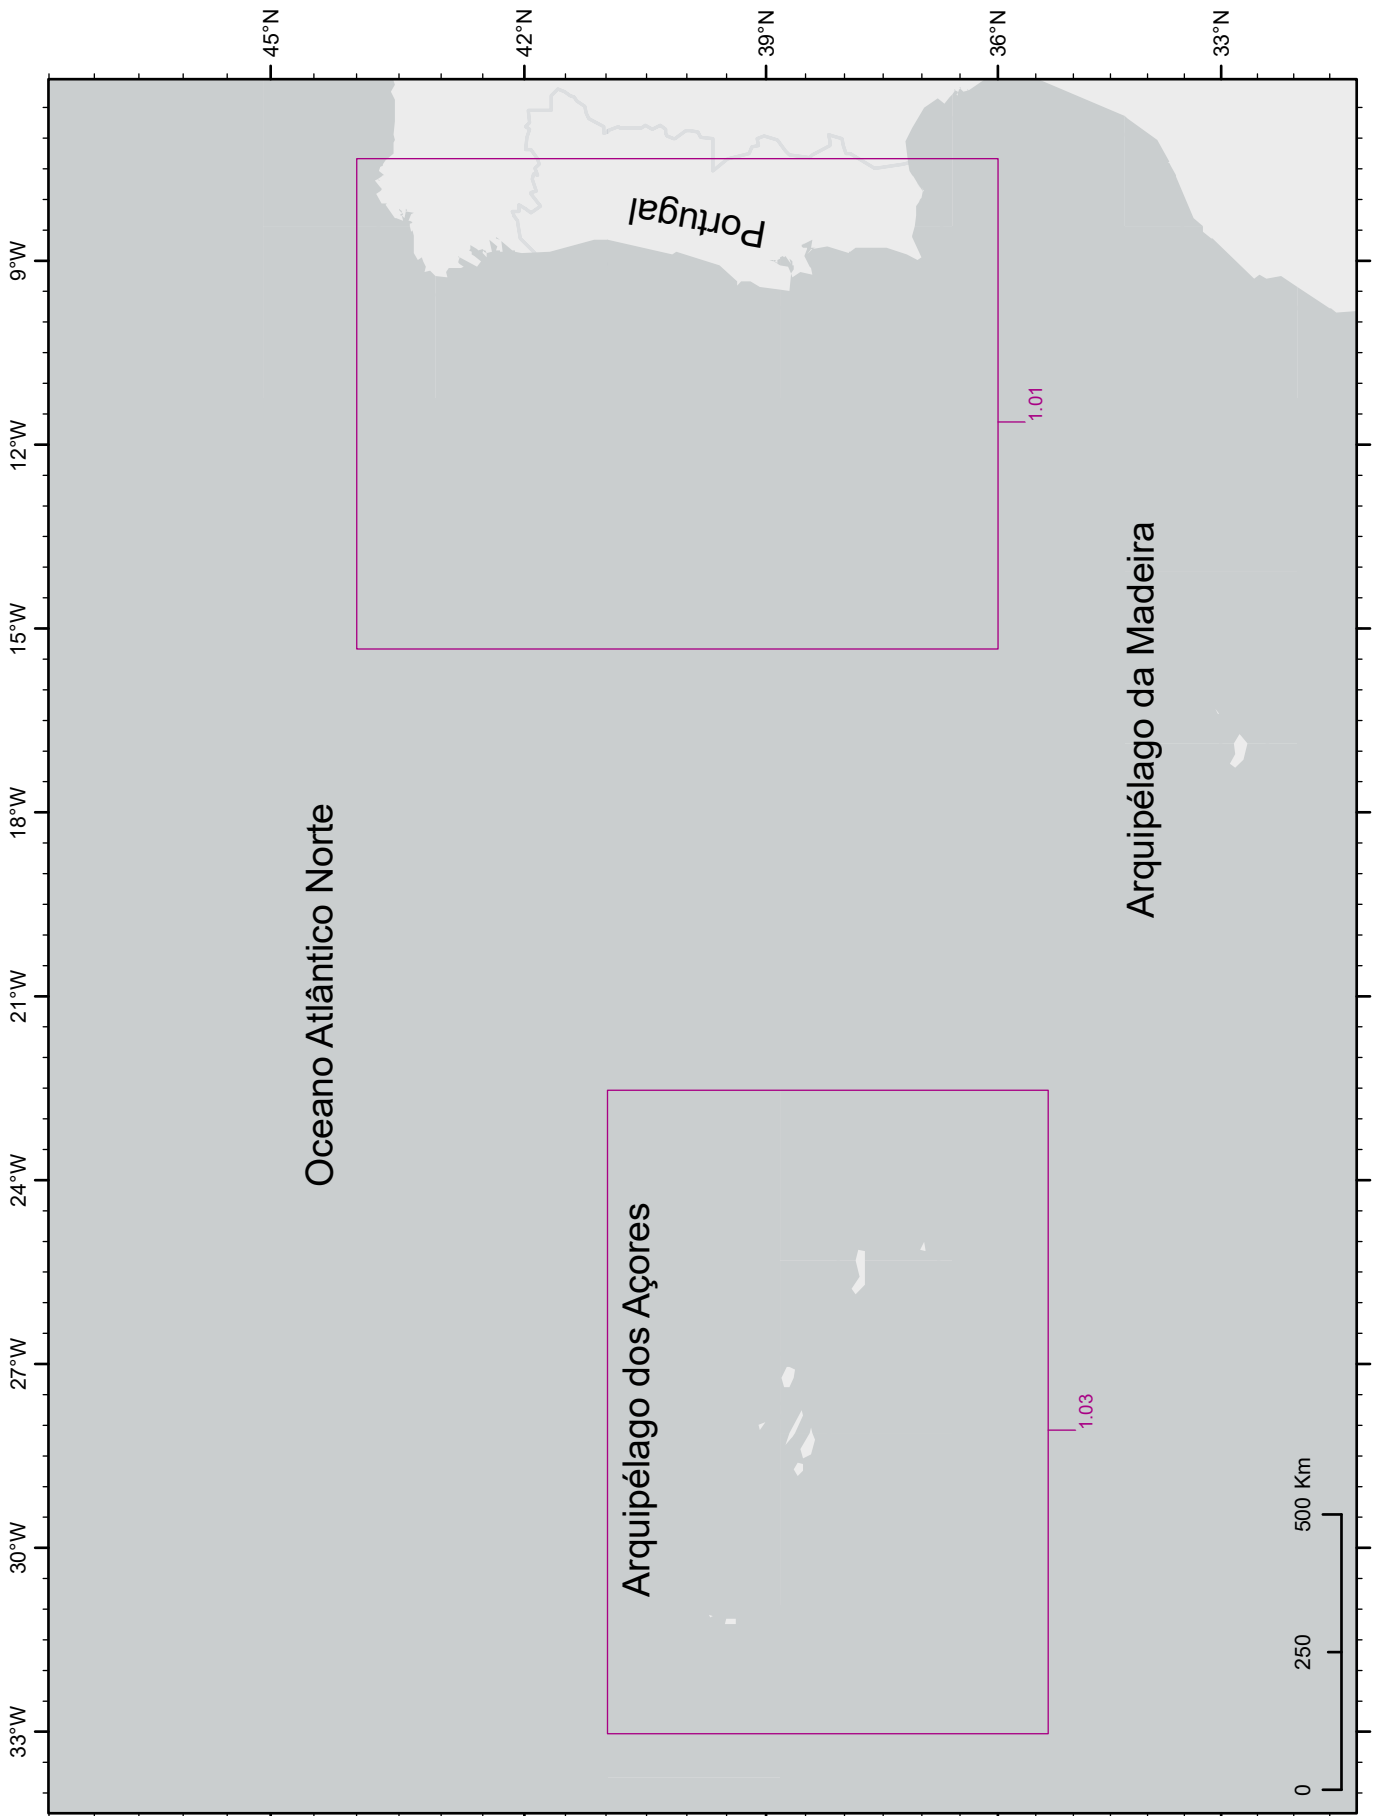 33°W
30°W
27°W
24°W
21°W
18°W
15°W
12°W
9°W
45°N
42°N
39°N
36°N
33°N
Oceano Atlântico Norte
Arquipélago dos Açores
Portugal
Arquipélago da Madeira
1.01
1.03
0
250
500 Km